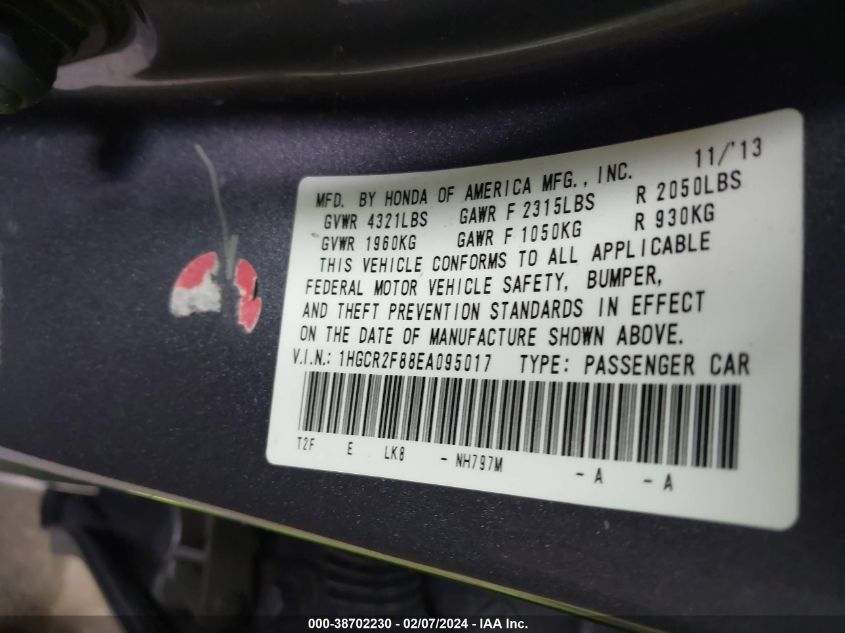 11/'13
MFD. BY HONDA OF AMERICA MFG., INC.
GVWR 4321LBS GAWR F 2315LBS R 2050LBS
GVWR 1960KG GAWR F 1050KG R 930KG
THIS VEHICLE CONFORMS TO ALL APPLICABLE
FEDERAL MOTOR VEHICLE SAFETY, BUMPER,
AND THEFT PREVENTION STANDARDS IN EFFECT
ON THE DATE OF MANUFACTURE SHOWN ABOVE.
V.I.N.: 1HGCR2F88EA095017 TYPE: PASSENGER CAR
T2F E LK8 - NH797M - A - A
000-38702230 - 02/07/2024 - IAA Inc.